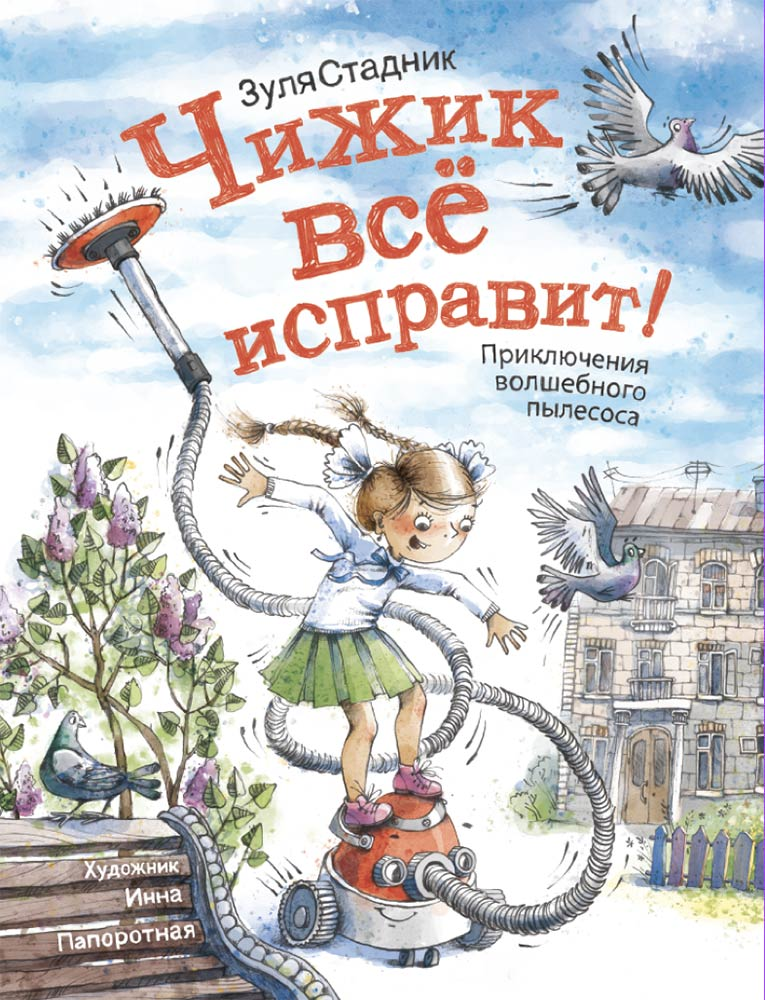 Зуля Стадник
Чижик
всё
исправит!
Приключения
волшебного
пылесоса
Художник
Инна
Папоротная